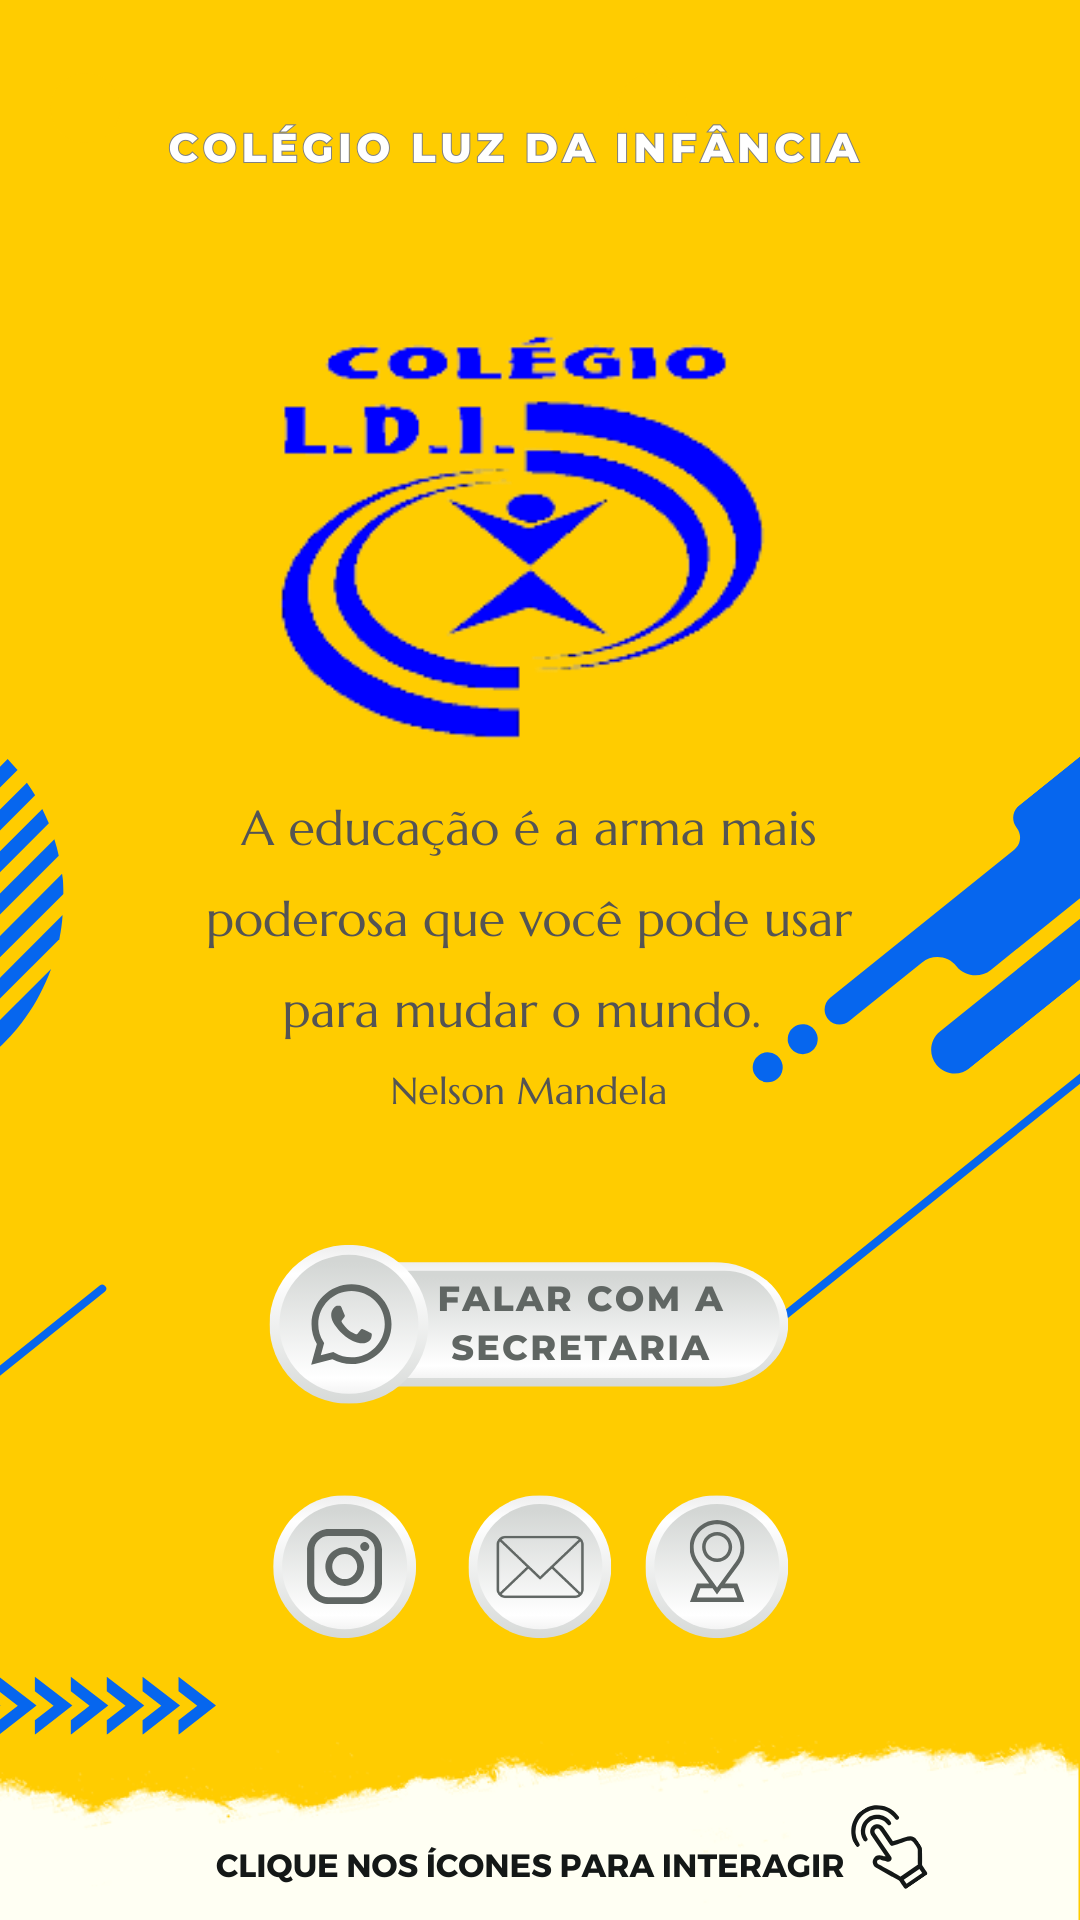 COLÉGIO LUZ DA INFÂNCIA
COLÉGIO
L.D.I.
A educação é a arma mais
poderosa que você pode usar
para mudar o mundo.
Nelson Mandela
FALAR COM A
SECRETARIA
CLIQUE NOS ÍCONES PARA INTERAGIR